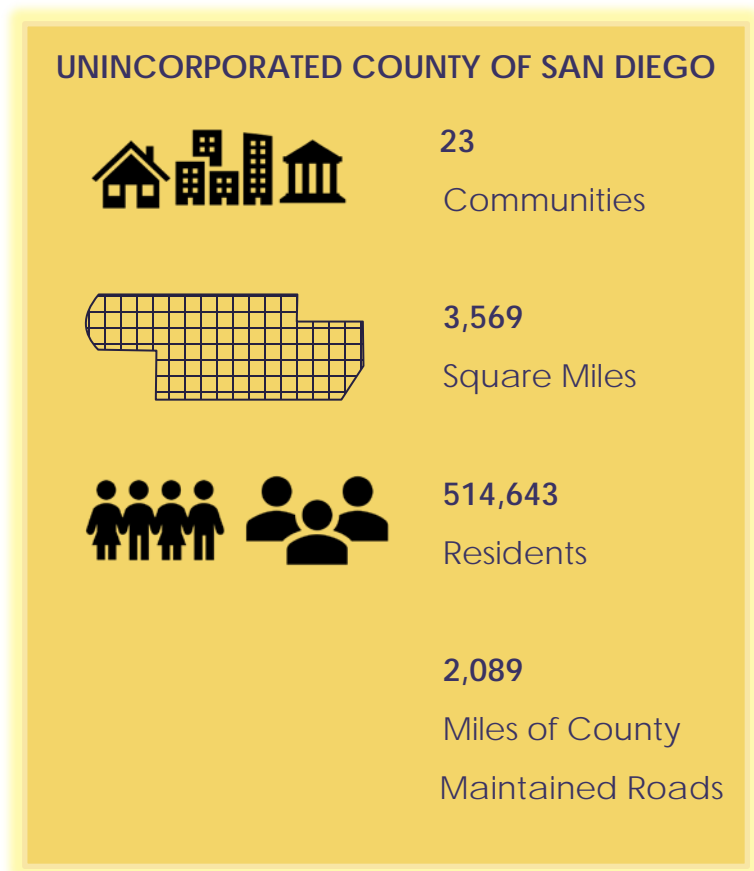 UNINCORPORATED COUNTY OF SAN DIEGO
23
Communities
3,569
Square Miles
514,643
Residents
2,089
Miles of County
Maintained Roads